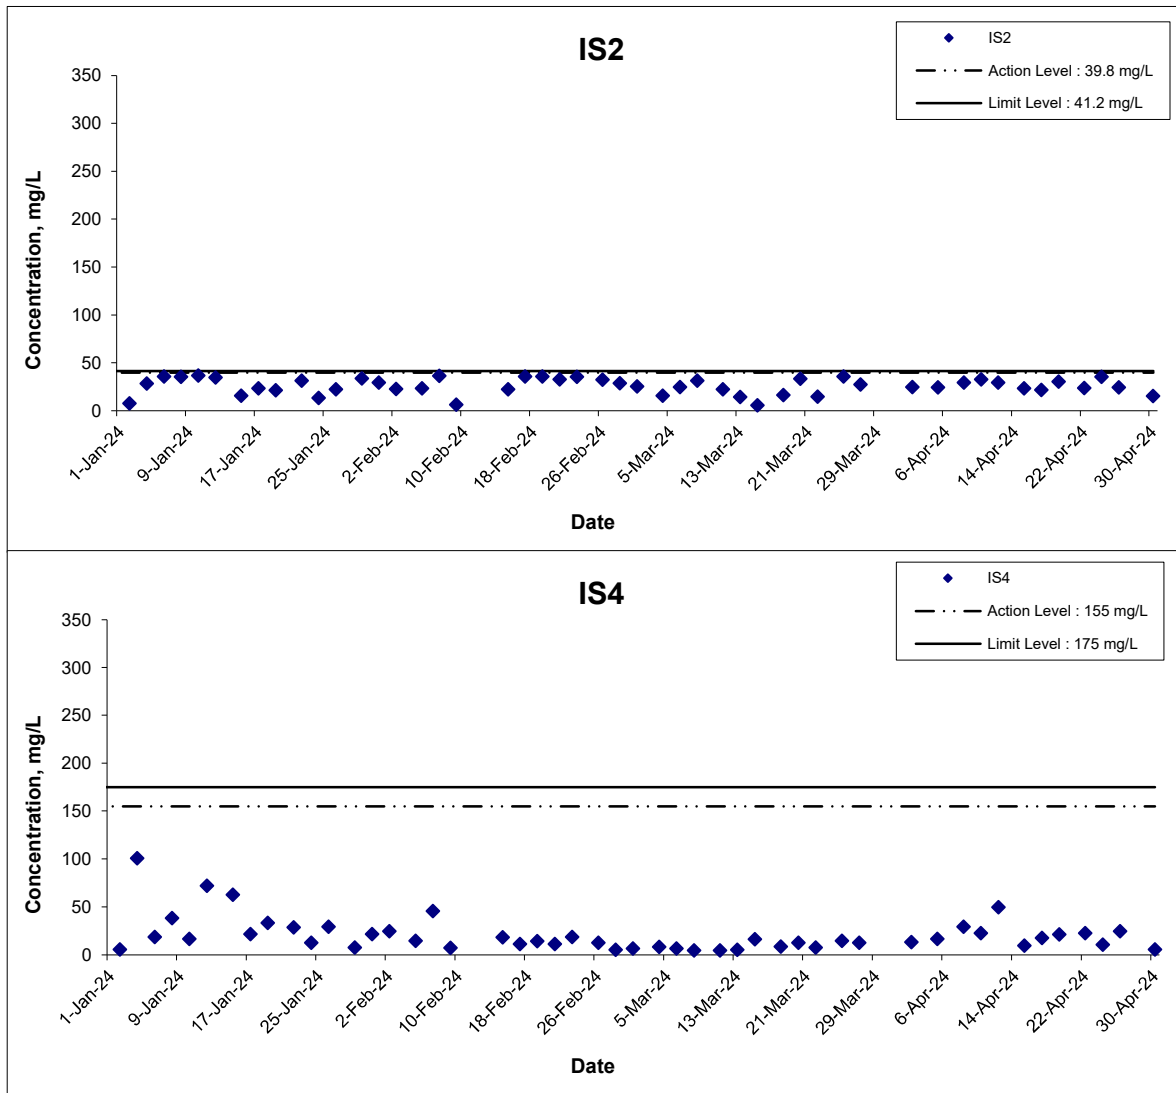 IS2
IS2
Action Level : 39.8 mg/L
Limit Level : 41.2 mg/L
Concentration, mg/L
350
300
250
200
150
100
50
0
1-Jan-24
9-Jan-24
17-Jan-24
25-Jan-24
2-Feb-24
10-Feb-24
18-Feb-24
26-Feb-24
5-Mar-24
13-Mar-24
21-Mar-24
29-Mar-24
6-Apr-24
14-Apr-24
22-Apr-24
30-Apr-24
Date
IS4
IS4
Action Level : 155 mg/L
Limit Level : 175 mg/L
Concentration, mg/L
350
300
250
200
150
100
50
0
1-Jan-24
9-Jan-24
17-Jan-24
25-Jan-24
2-Feb-24
10-Feb-24
18-Feb-24
26-Feb-24
5-Mar-24
13-Mar-24
21-Mar-24
29-Mar-24
6-Apr-24
14-Apr-24
22-Apr-24
30-Apr-24
Date